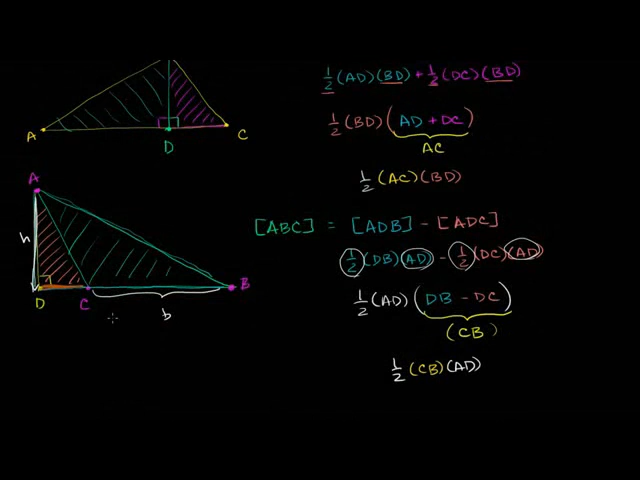 ½(AD)(BD) + ½(DC)(BD)
½(BD)(AD + DC)
AC
½(AC)(BD)
A
D
C
[ABC] = [ADB] - [ADC]
½(DB)(AD) - ½(DC)(AD)
½(AD)(DB - DC)
(CB)
½(CB)(AD)
A
h
D
C
b
B